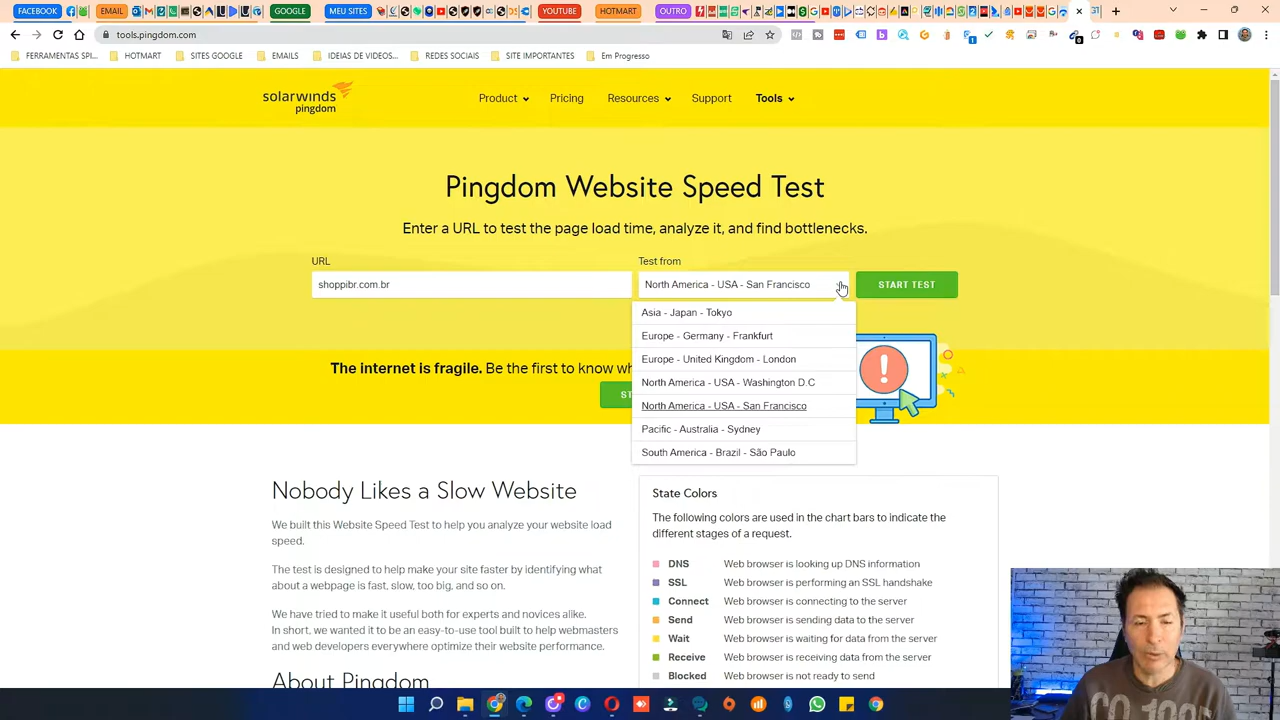 FACEBOOK
EMAIL
GOOGLE
MEU SITES
YOUTUBE
HOTMART
OUTRO
tools.pingdom.com
FERRAMENTAS SPI...
HOTMART
SITES GOOGLE
EMAILS
IDEIAS DE VIDEOS...
REDES SOCIAIS
SITE IMPORTANTES
Em Progresso
solarwinds
pingdom
Product
Pricing
Resources
Support
Tools
Pingdom Website Speed Test
Enter a URL to test the page load time, analyze it, and find bottlenecks.
URL
Test from
shoppibr.com.br
North America - USA - San Francisco
START TEST
Asia - Japan - Tokyo
Europe - Germany - Frankfurt
Europe - United Kingdom - London
North America - USA - Washington D.C
North America - USA - San Francisco
Pacific - Australia - Sydney
South America - Brazil - São Paulo
The internet is fragile. Be the first to know
Nobody Likes a Slow Website
We built this Website Speed Test to help you analyze your website load
speed.
The test is designed to help make your site faster by identifying what
about a webpage is fast, slow, too big, and so on.
We have tried to make it useful both for experts and novices alike.
In short, we wanted it to be an easy-to-use tool built to help webmasters
and web developers everywhere optimize their website performance.
About Pingdom
State Colors
The following colors are used in the chart bars to indicate the
different stages of a request.
DNS Web browser is looking up DNS information
SSL Web browser is performing an SSL handshake
Connect Web browser is connecting to the server
Send Web browser is sending data to the server
Wait Web browser is waiting for data from the server
Receive Web browser is receiving data from the server
Blocked Web browser is not ready to send